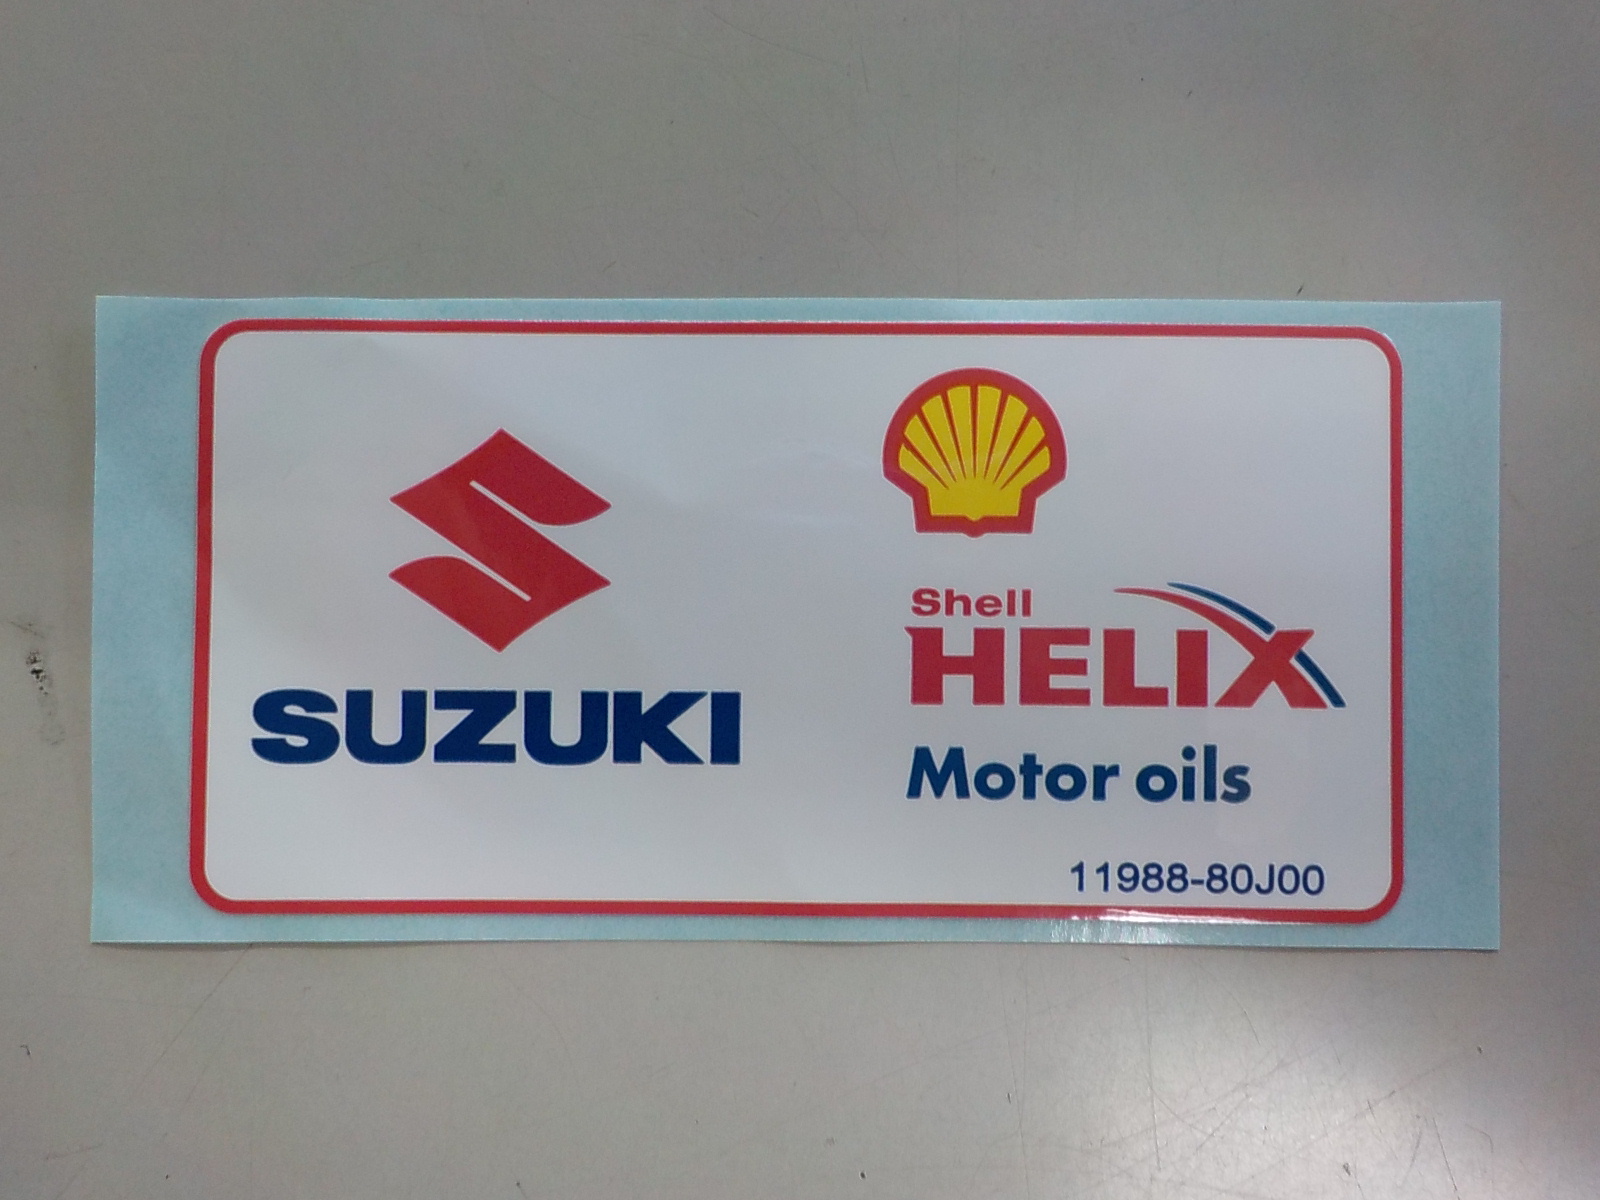 SUZUKI
Shell
HELIX
Motor oils
11988-80J00